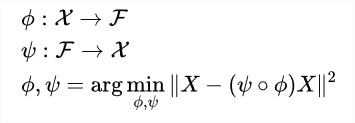 ϕ : 𝒳 → ℱ
ψ : ℱ → 𝒳
ϕ, ψ = arg min_{ϕ,ψ} ‖X − (ψ ∘ ϕ)X‖²